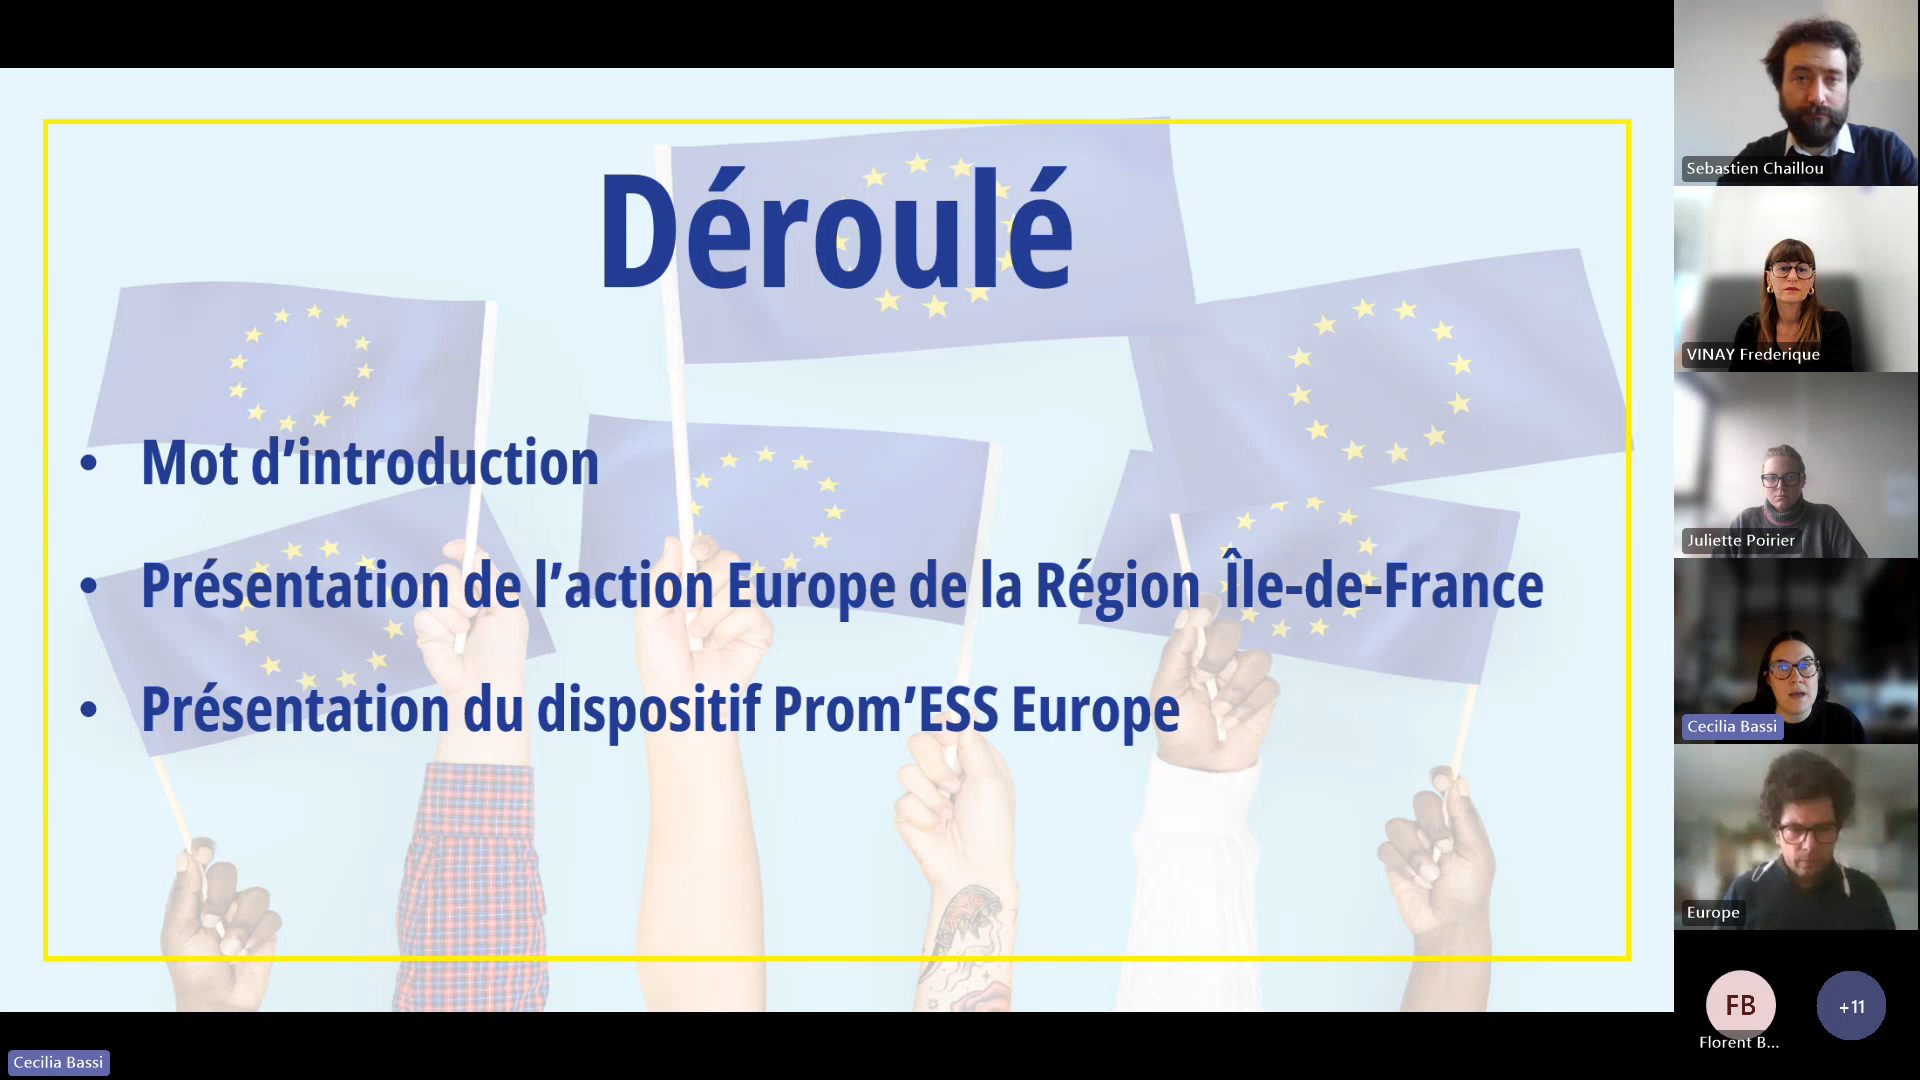 Déroulé
• Mot d’introduction
• Présentation de l’action Europe de la Région Île-de-France
• Présentation du dispositif Prom’ESS Europe
Sebastien Chaillou
VINAY Frederique
Juliette Poirier
Cecilia Bassi
Europe
FB
Florent B...
+11
Cecilia Bassi